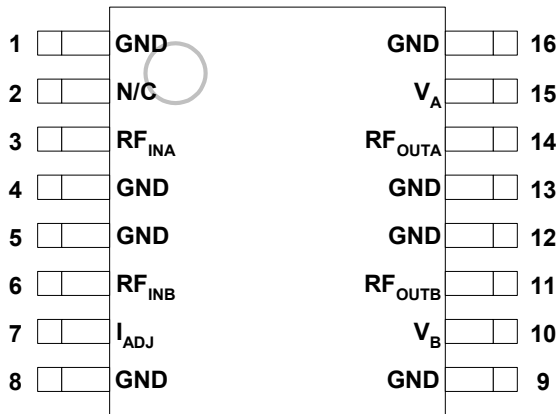 1 GND GND 16
2 N/C VA 15
3 RFINA RFOUTA 14
4 GND GND 13
5 GND GND 12
6 RFINB RFOUTB 11
7 IADJ VB 10
8 GND GND 9